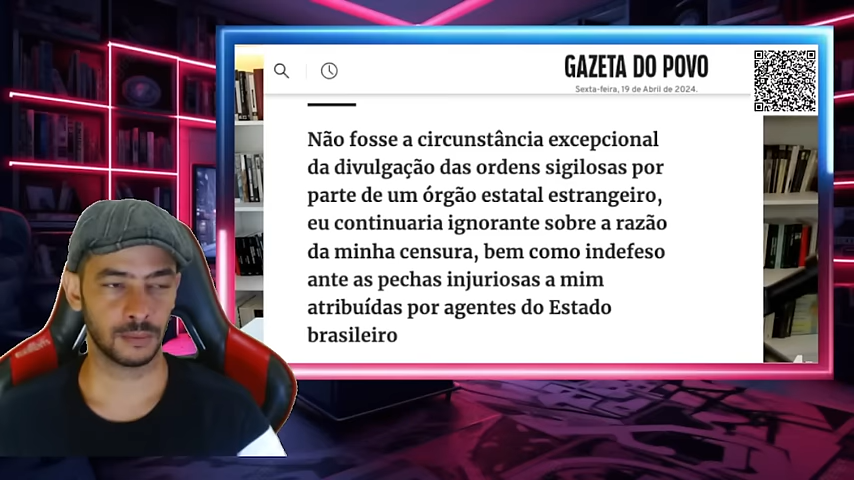 GAZETA DO POVO
Sexta-feira, 19 de Abril de 2024.
Não fosse a circunstância excepcional
da divulgação das ordens sigilosas por
parte de um órgão estatal estrangeiro,
eu continuaria ignorante sobre a razão
da minha censura, bem como indefeso
ante as pechas injuriosas a mim
atribuídas por agentes do Estado
brasileiro